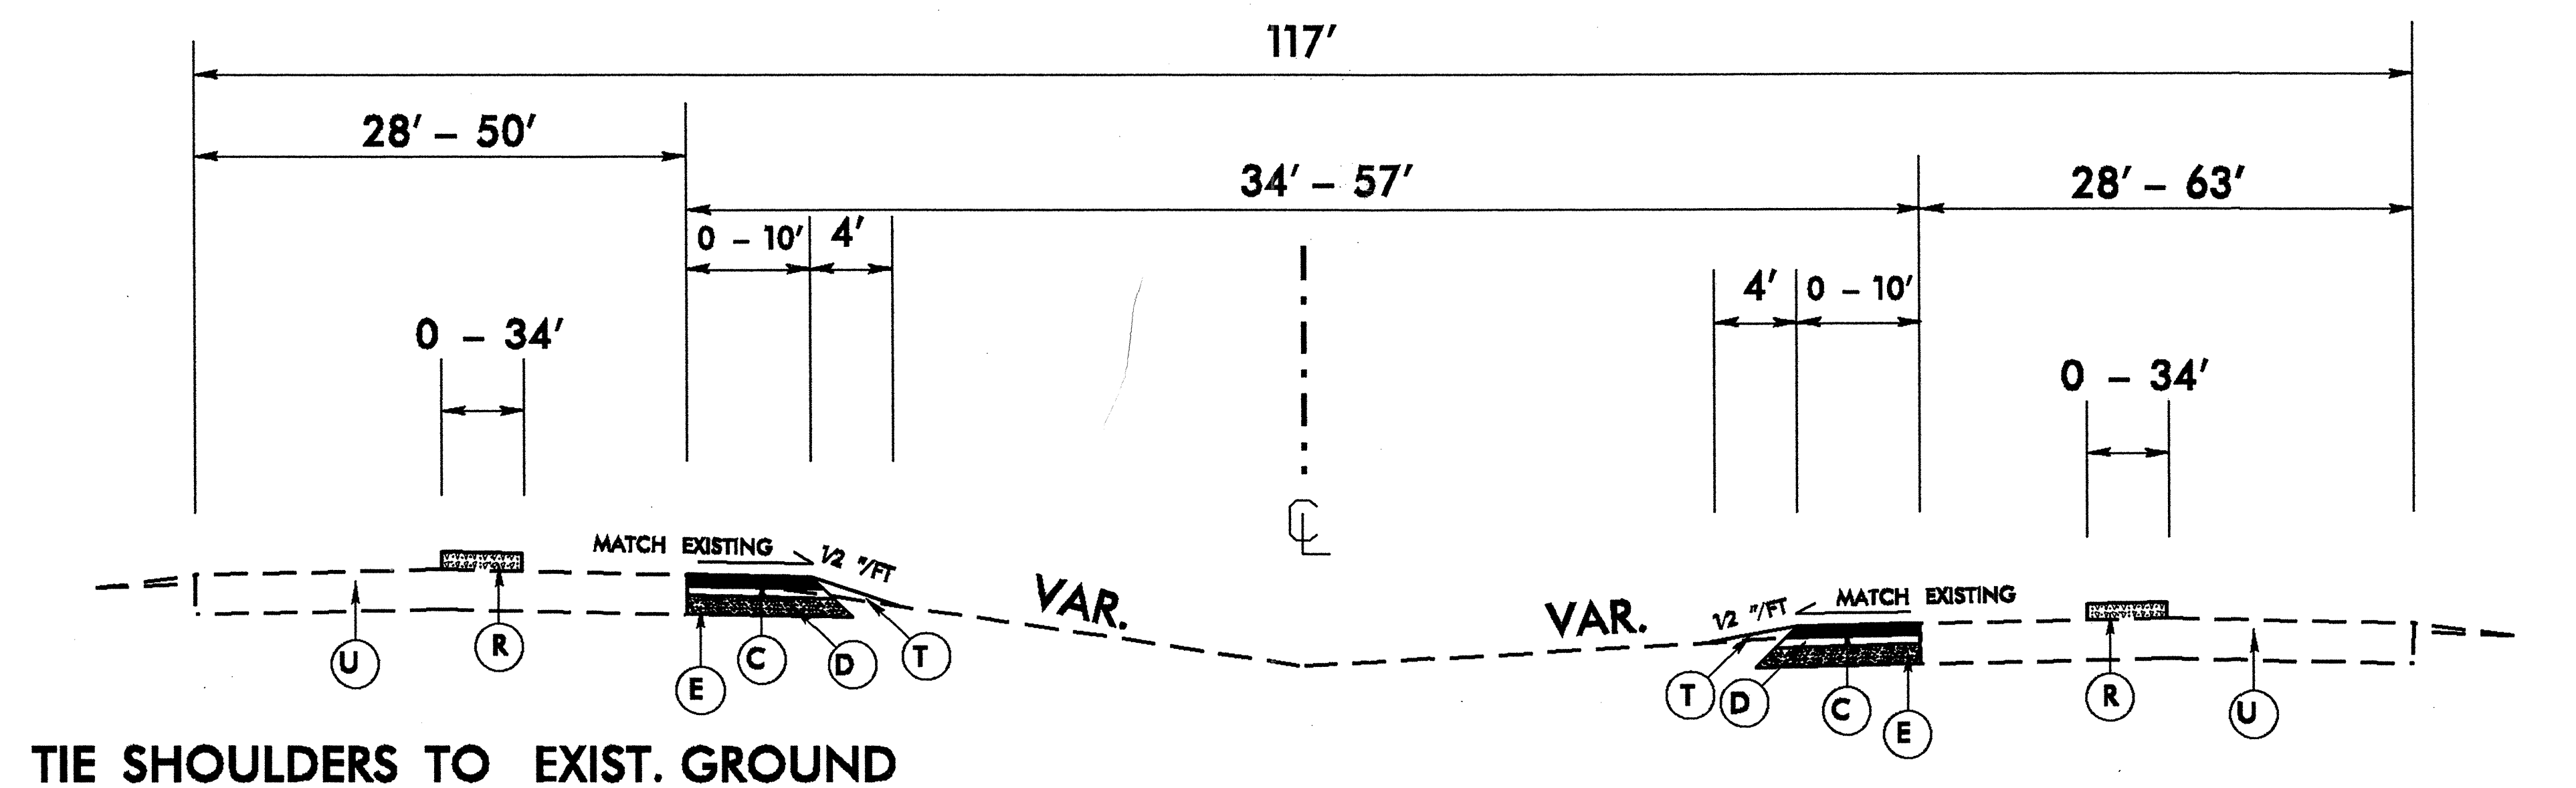 117′
28′ – 50′
34′ – 57′
28′ – 63′
0 – 10′ 4′
4′ 0 – 10′
0 – 34′
0 – 34′
CL
MATCH EXISTING 1/2 ″/FT
VAR.
VAR.
1/2 ″/FT MATCH EXISTING
U R E C D T
T D C E R U
TIE SHOULDERS TO EXIST. GROUND